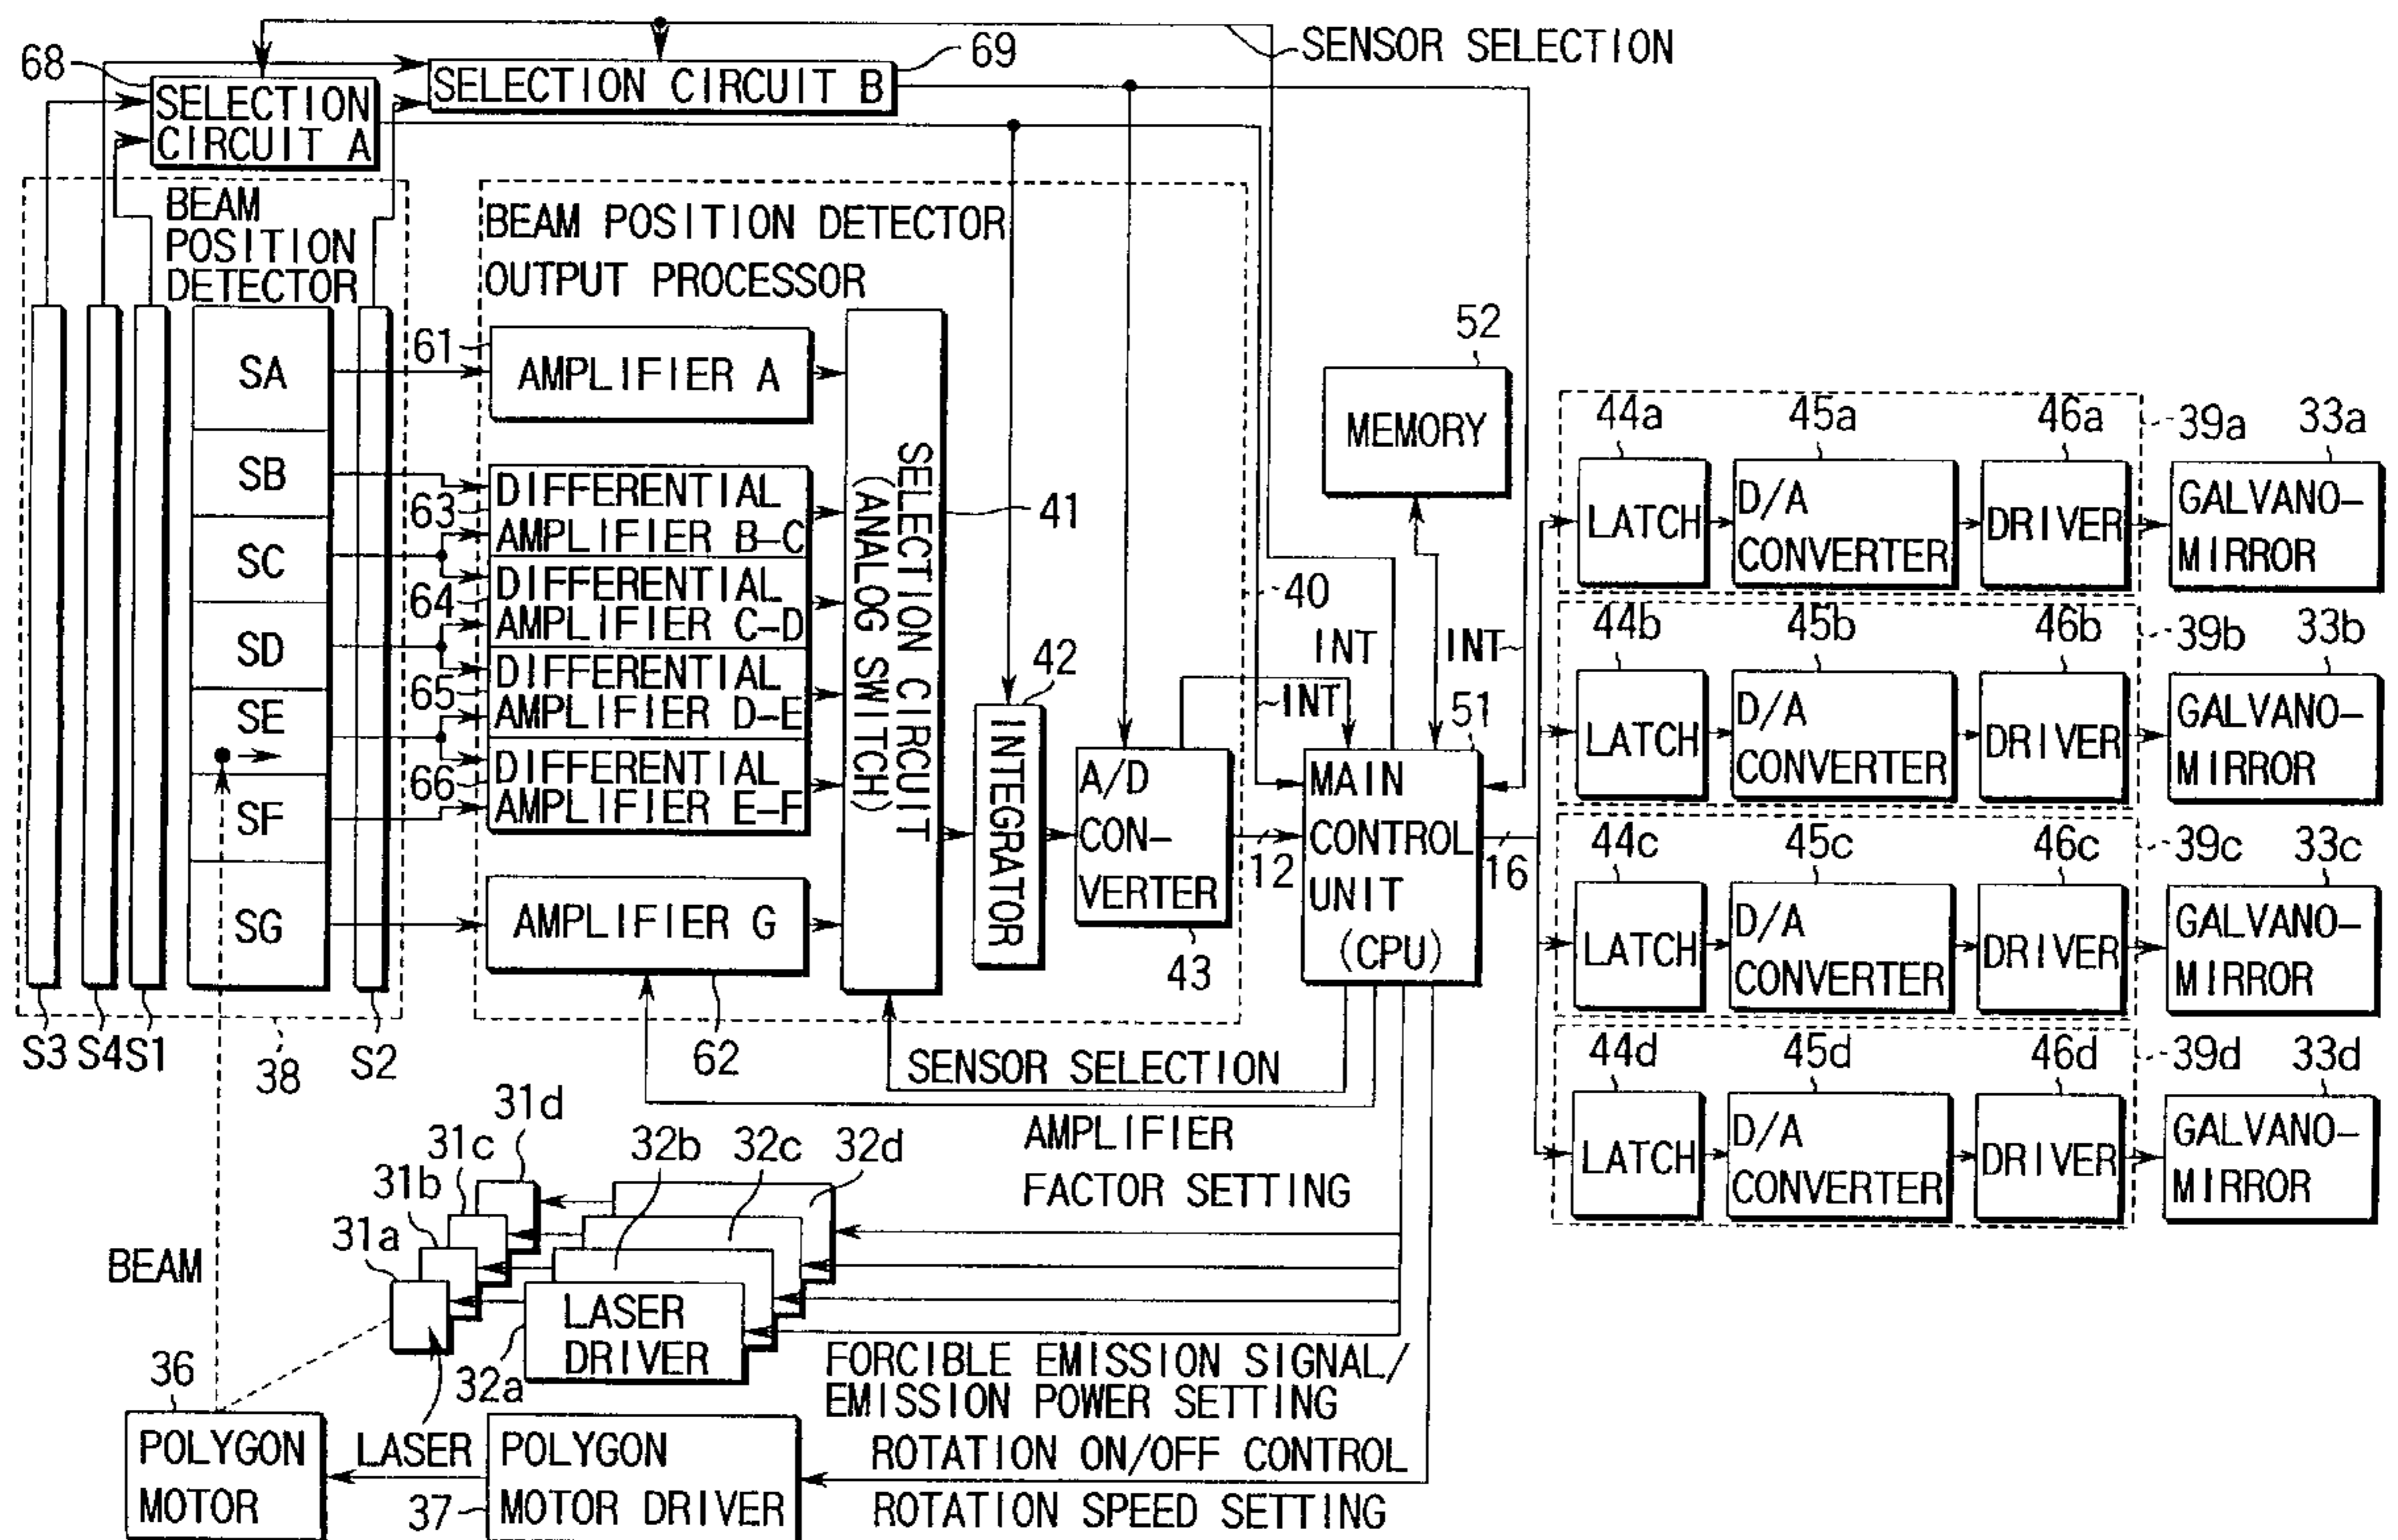 SENSOR SELECTION
68
69
SELECTION CIRCUIT B
SELECTION
CIRCUIT A
BEAM
POSITION
DETECTOR
BEAM POSITION DETECTOR
OUTPUT PROCESSOR
SA
SB
SC
SD
SE
SF
SG
61
AMPLIFIER A
63
DIFFERENTIAL
AMPLIFIER B-C
64
DIFFERENTIAL
AMPLIFIER C-D
65
DIFFERENTIAL
AMPLIFIER D-E
66
DIFFERENTIAL
AMPLIFIER E-F
AMPLIFIER G
62
SELECTION CIRCUIT
(ANALOG SWITCH)
41
42
INTEGRATOR
A/D
CON-
VERTER
43
40
INT
INT
INT
12
52
MEMORY
51
MAIN
CONTROL
UNIT
(CPU)
16
44a
45a
46a
39a
33a
LATCH
D/A
CONVERTER
DRIVER
GALVANO-
MIRROR
44b
45b
46b
39b
33b
LATCH
D/A
CONVERTER
DRIVER
GALVANO-
MIRROR
44c
45c
46c
39c
33c
LATCH
D/A
CONVERTER
DRIVER
GALVANO-
MIRROR
44d
45d
46d
39d
33d
LATCH
D/A
CONVERTER
DRIVER
GALVANO-
MIRROR
S3
S4
S1
38
S2
SENSOR SELECTION
AMPLIFIER
FACTOR SETTING
31d
31c
31b
31a
32b
32c
32d
LASER
DRIVER
32a
BEAM
FORCIBLE EMISSION SIGNAL/
EMISSION POWER SETTING
36
POLYGON
MOTOR
LASER
37
POLYGON
MOTOR DRIVER
ROTATION ON/OFF CONTROL
ROTATION SPEED SETTING